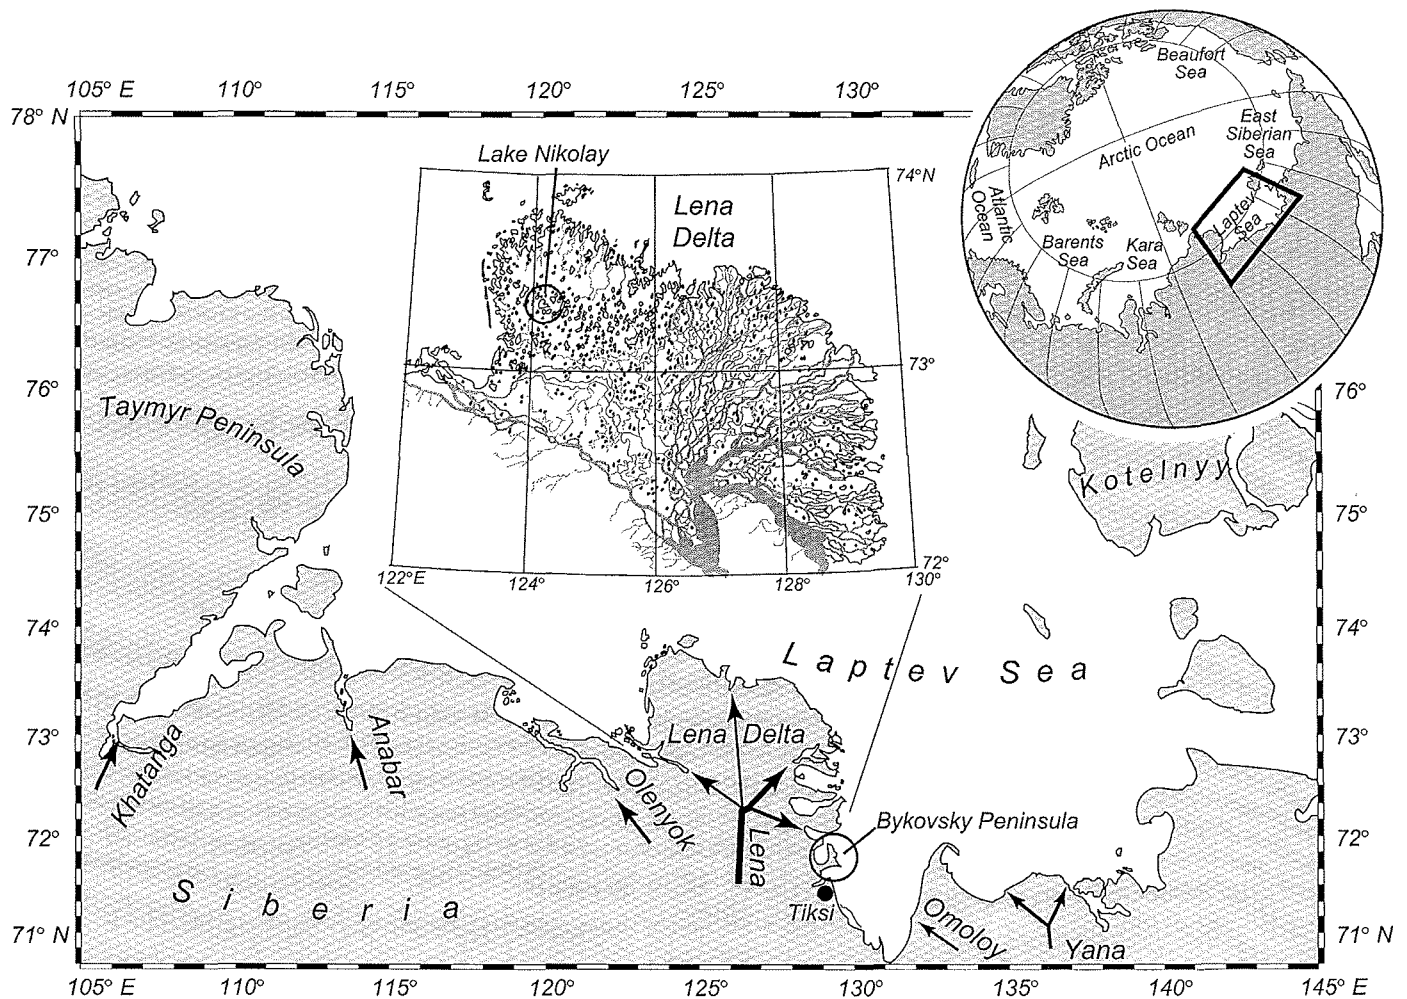 105° E 110° 115° 120° 125° 130°
78° N
77°
76°
75°
74°
73°
72°
71° N
Beaufort
Sea
East
Siberian
Sea
Arctic Ocean
Atlantic
Ocean
Barents
Sea
Kara
Sea
Laptev
Sea
Lake Nikolay
74°N
Lena
Delta
73°
72°
122°E 124° 126° 128° 130°
76°
75°
74°
73°
72°
71° N
Taymyr Peninsula
Kotelnyy
Laptev Sea
Lena Delta
Khatanga
Anabar
Olenyok
Lena
Bykovsky Peninsula
Tiksi
Omoloy
Yana
Siberia
105° E 110° 115° 120° 125° 130° 135° 140° 145° E